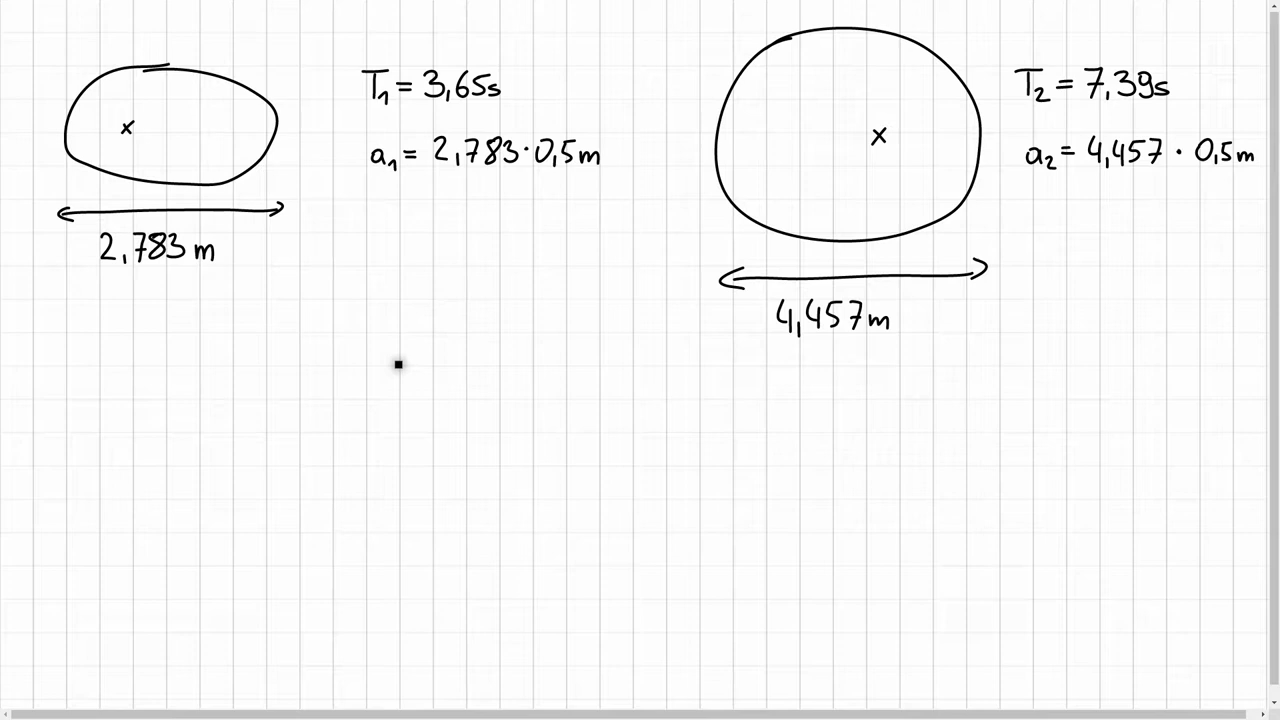 T₁ = 3,65s
a₁ = 2,783 · 0,5m
2,783 m
T₂ = 7,39s
a₂ = 4,457 · 0,5m
4,457m